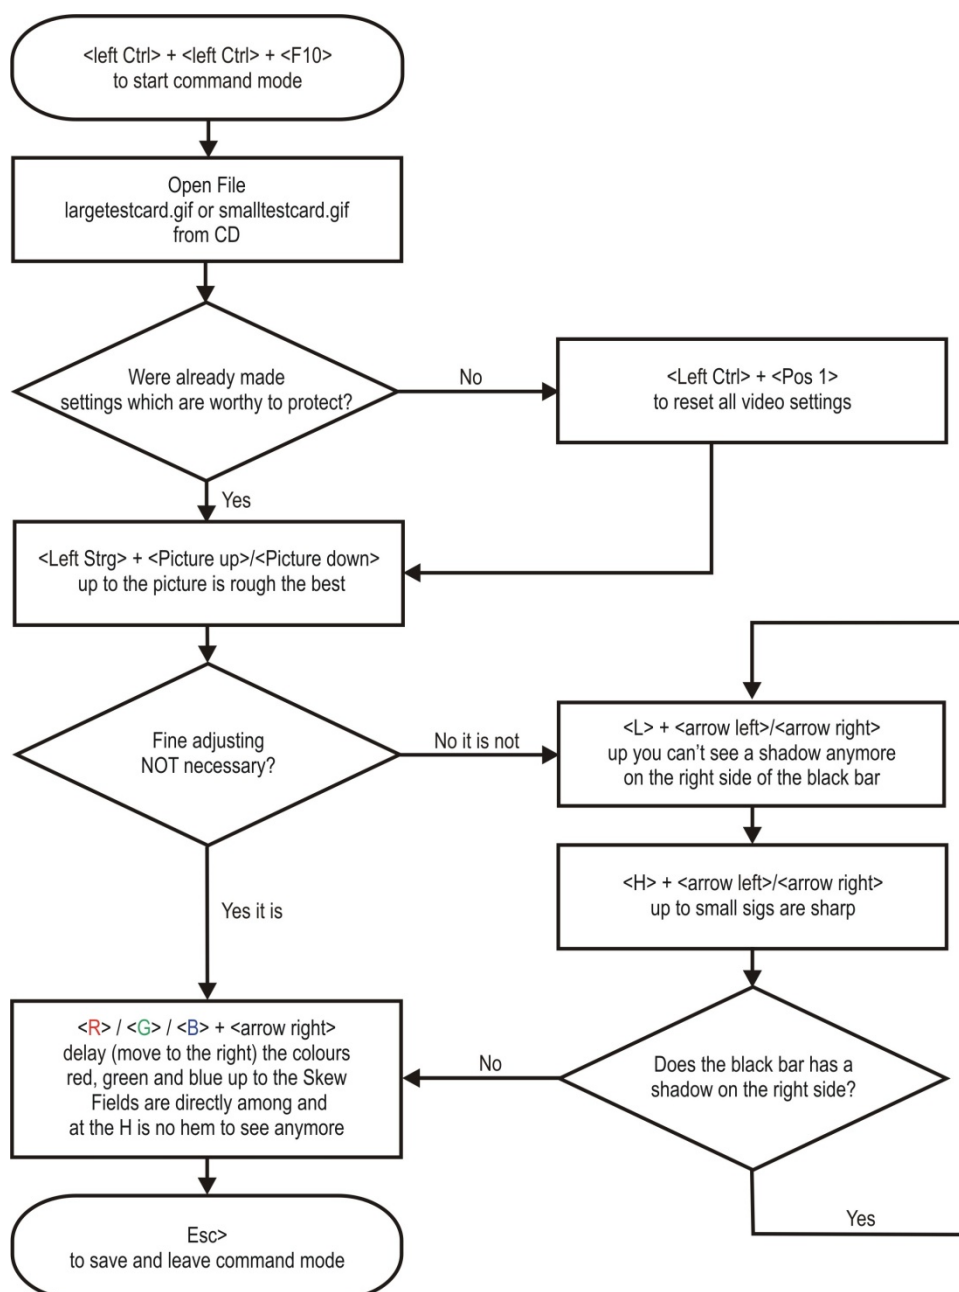 <left Ctrl> + <left Ctrl> + <F10>
to start command mode
Open File
largetestcard.gif or smalltestcard.gif
from CD
Were already made
settings which are worthy to protect?
No
<Left Ctrl> + <Pos 1>
to reset all video settings
Yes
<Left Strg> + <Picture up>/<Picture down>
up to the picture is rough the best
Fine adjusting
NOT necessary?
No it is not
<L> + <arrow left>/<arrow right>
up you can't see a shadow anymore
on the right side of the black bar
<H> + <arrow left>/<arrow right>
up to small sigs are sharp
Yes it is
Does the black bar has a
shadow on the right side?
No
Yes
<R> / <G> / <B> + <arrow right>
delay (move to the right) the colours
red, green and blue up to the Skew
Fields are directly among and
at the H is no hem to see anymore
Esc>
to save and leave command mode